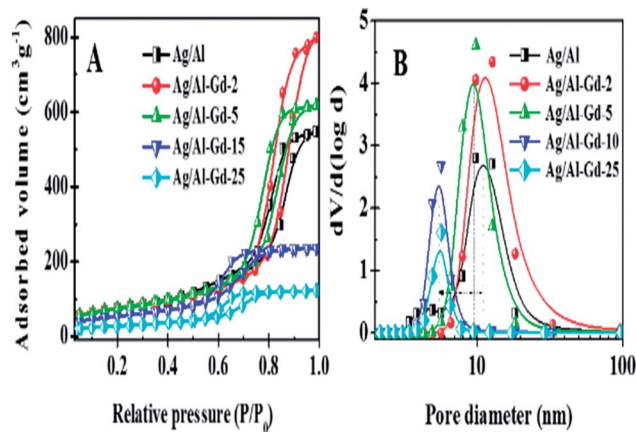 A
Adsorbed volume (cm³g⁻¹)
800
600
400
200
0
Ag/Al
Ag/Al-Gd-2
Ag/Al-Gd-5
Ag/Al-Gd-15
Ag/Al-Gd-25
0.2 0.4 0.6 0.8 1.0
Relative pressure (P/P₀)
B
dV/d(log d)
5
4
3
2
1
0
Ag/Al
Ag/Al-Gd-2
Ag/Al-Gd-5
Ag/Al-Gd-10
Ag/Al-Gd-25
10 100
Pore diameter (nm)